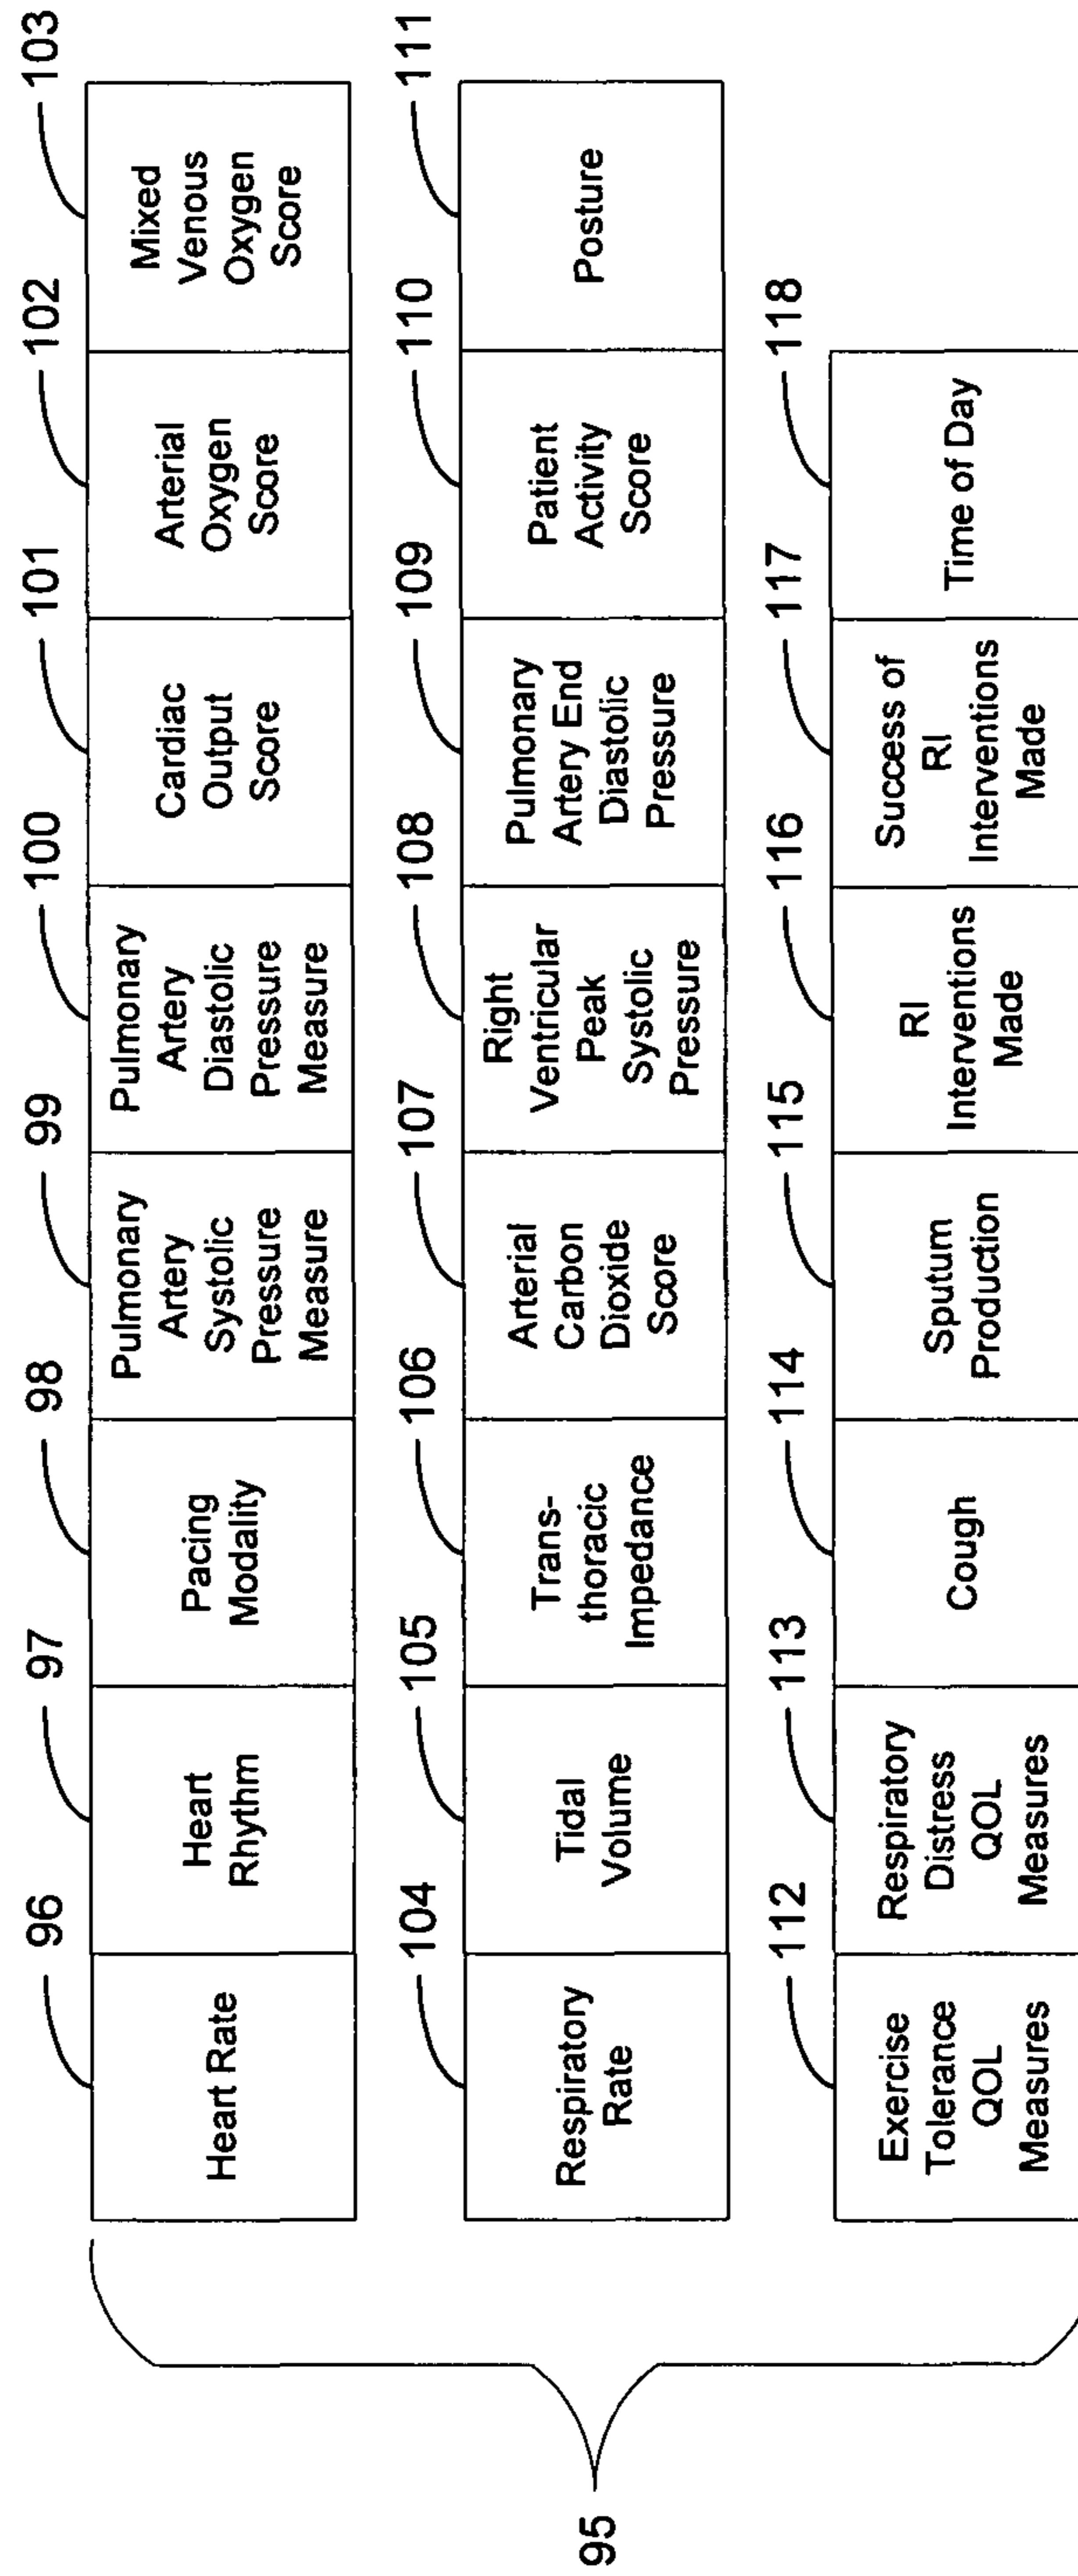 96
97
98
99
100
101
102
103
Heart Rate
Heart
Rhythm
Pacing
Modality
Pulmonary
Artery
Systolic
Pressure
Measure
Pulmonary
Artery
Diastolic
Pressure
Measure
Cardiac
Output
Score
Arterial
Oxygen
Score
Mixed
Venous
Oxygen
Score
104
105
106
107
108
109
110
111
Respiratory
Rate
Tidal
Volume
Trans-
thoracic
Impedance
Arterial
Carbon
Dioxide
Score
Right
Ventricular
Peak
Systolic
Pressure
Pulmonary
Artery End
Diastolic
Pressure
Patient
Activity
Score
Posture
95
112
113
114
115
116
117
118
Exercise
Tolerance
QOL
Measures
Respiratory
Distress
QOL
Measures
Cough
Sputum
Production
RI
Interventions
Made
Success of
RI
Interventions
Made
Time of Day